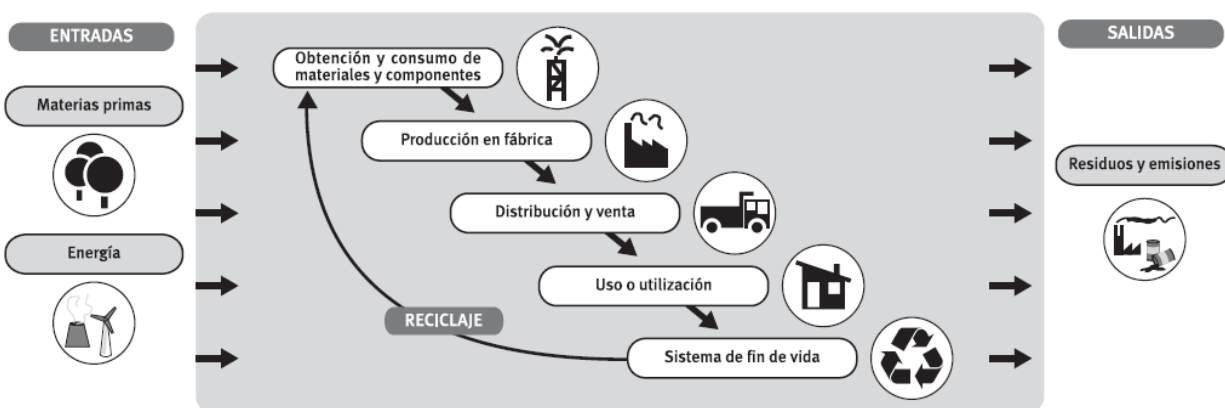 ENTRADAS
SALIDAS
Obtención y consumo de
materiales y componentes
Materias primas
Producción en fábrica
Residuos y emisiones
Distribución y venta
Energía
Uso o utilización
RECICLAJE
Sistema de fin de vida